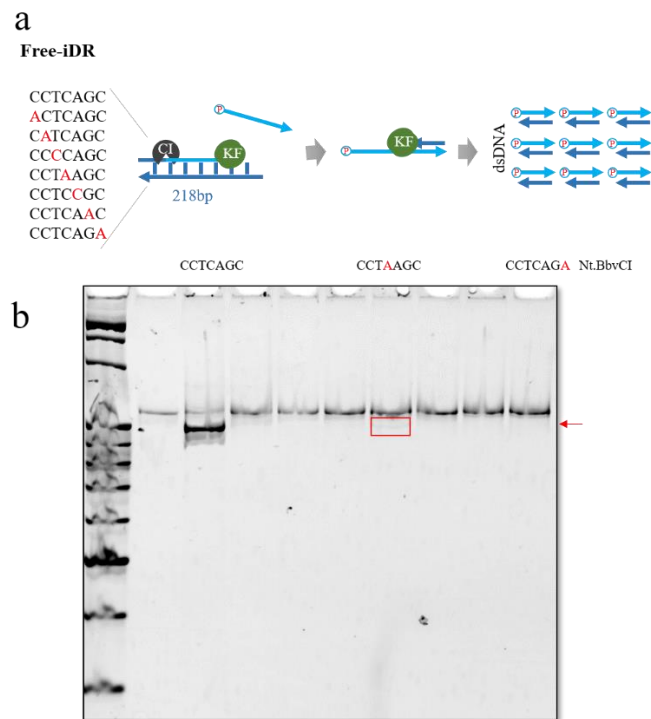 a
Free-iDR
CCTCAGC
ACTCAGC
CATCAGC
CCCCAGC
CCTAAGC
CCTCCGC
CCTCAAC
CCTCAGA
CI
KF
218bp
P
P
KF
dsDNA
P P P
P P P
P P P
CCTCAGC CCTAAGC CCTCAGA Nt.BbvCI
b